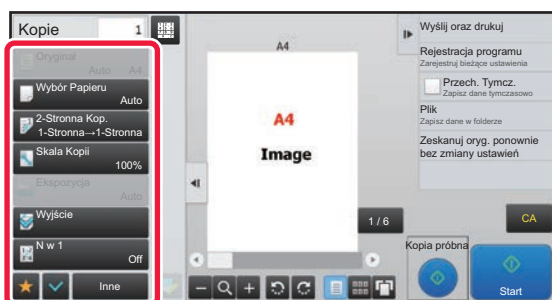 Kopie
1
Oryginał
Auto A4
Wybór Papieru
Auto
2-Stronna Kop.
1-Stronna→1-Stronna
Skala Kopii
100%
Ekspozycja
Auto
Wyjście
N w 1
Off
Inne
A4
A4
Image
1 / 6
Wyślij oraz drukuj
Rejestracja programu
Zarejestruj bieżące ustawienia
Przech. Tymcz.
Zapisz dane tymczasowo
Plik
Zapisz dane w folderze
Zeskanuj oryg. ponownie
bez zmiany ustawień
CA
Kopia próbna
Start